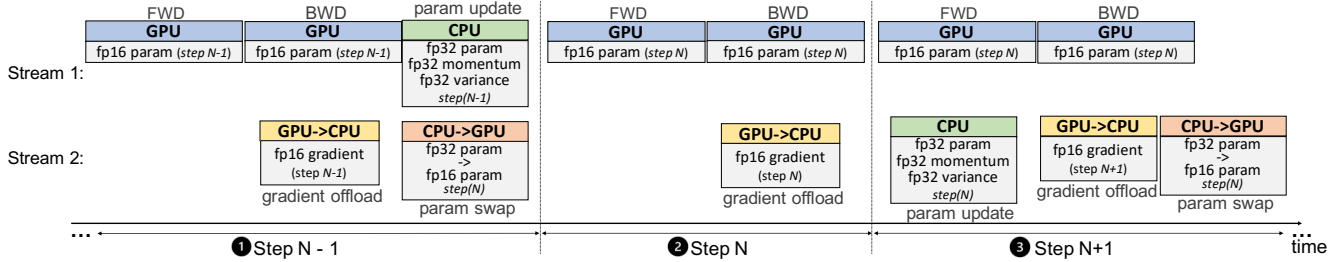 FWD BWD param update FWD BWD FWD BWD
GPU GPU CPU GPU GPU GPU GPU
fp16 param (step N-1) fp16 param (step N-1) fp32 param fp16 param (step N) fp16 param (step N) fp16 param (step N) fp16 param (step N)
Stream 1: fp32 momentum
fp32 variance
step(N-1)
GPU->CPU CPU->GPU GPU->CPU CPU GPU->CPU CPU->GPU
Stream 2: fp16 gradient fp32 param fp16 gradient fp32 param fp16 gradient fp32 param
(step N-1) -> (step N) fp32 momentum (step N+1) ->
fp16 param fp32 variance fp16 param
step(N) step(N) step(N)
gradient offload param swap gradient offload param update gradient offload param swap
... ❶ Step N - 1 ❷ Step N ❸ Step N+1 ...
time